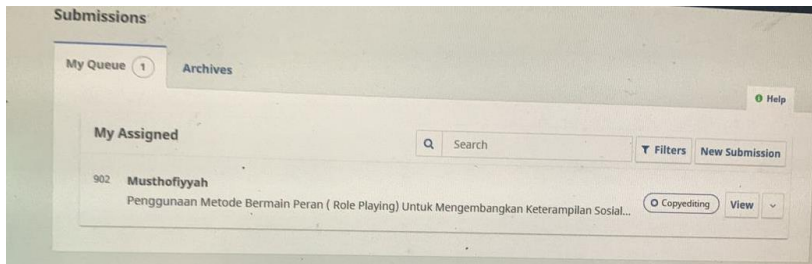 Submissions
My Queue 1 Archives
Help
My Assigned
Search
Filters
New Submission
902 Musthofiyyah
Penggunaan Metode Bermain Peran ( Role Playing) Untuk Mengembangkan Keterampilan Sosial...
Copyediting
View